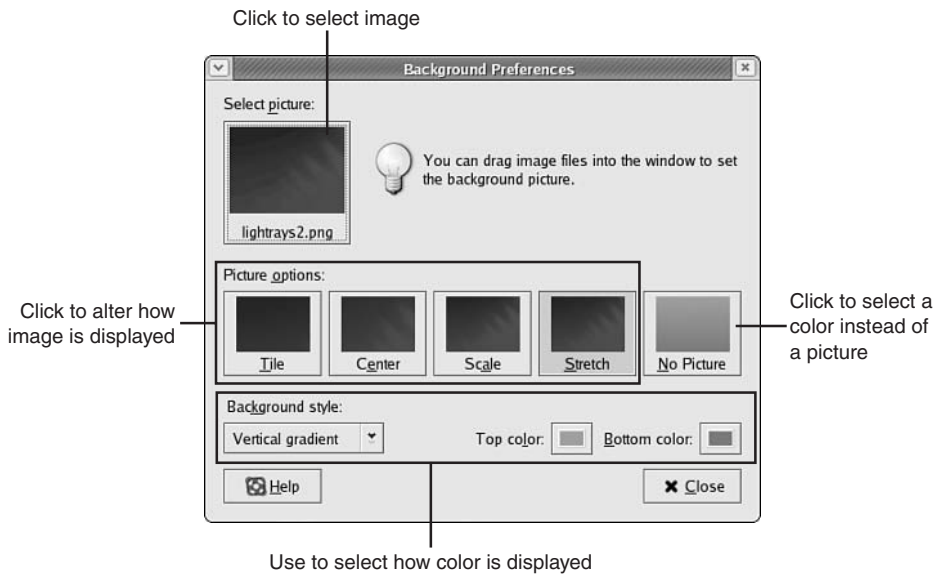 Click to select image
Background Preferences
Select picture:
You can drag image files into the window to set
the background picture.
lightrays2.png
Picture options:
Click to alter how
image is displayed
Tile
Center
Scale
Stretch
No Picture
Click to select a
color instead of
a picture
Background style:
Vertical gradient
Top color:
Bottom color:
Help
Close
Use to select how color is displayed